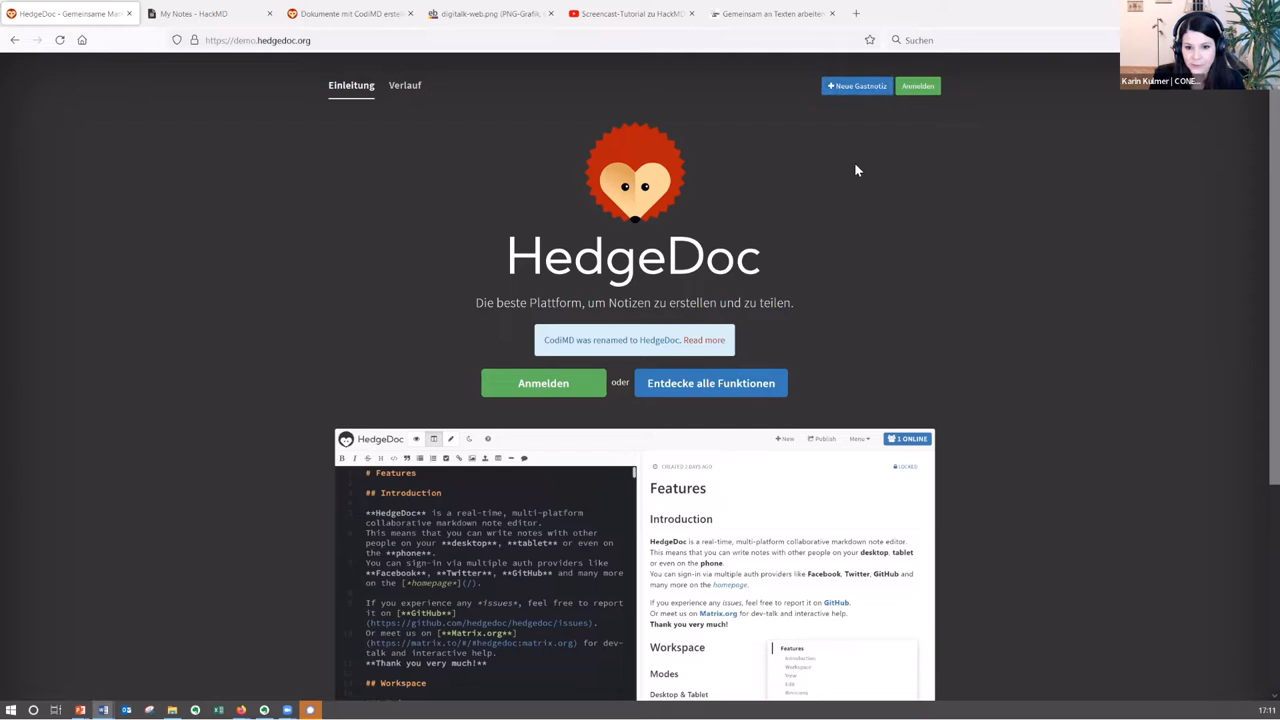 HedgeDoc - Gemeinsame Mar
My Notes - HackMD
Dokumente mit CodiMD erstell
digitalk-web.png (PNG-Grafik,
Screencast-Tutorial zu HackMD
Gemeinsam an Texten arbeiten
https://demo.hedgedoc.org
Suchen
Karin Kulmer | CONE...
Einleitung
Verlauf
+ Neue Gastnotiz
Anmelden
HedgeDoc
Die beste Plattform, um Notizen zu erstellen und zu teilen.
CodiMD was renamed to HedgeDoc. Read more
Anmelden
oder
Entdecke alle Funktionen
HedgeDoc
+New
Publish
Menu
1 ONLINE
# Features
## Introduction
**HedgeDoc** is a real-time, multi-platform
collaborative markdown note editor.
This means that you can write notes with other
people on your **desktop**, **tablet** or even on
the **phone**.
You can sign-in via multiple auth providers like
**Facebook**, **Twitter**, **GitHub** and many more
on the [*homepage*](/).
If you experience any *issues*, feel free to report
it on [**GitHub**]
(https://github.com/hedgedoc/hedgedoc/issues).
Or meet us on [**Matrix.org**]
(https://matrix.to/#/#hedgedoc:matrix.org) for dev-
talk and interactive help.
**Thank you very much!**
## Workspace
CREATED 2 DAYS AGO
LOCKED
Features
Introduction
HedgeDoc is a real-time, multi-platform collaborative markdown note editor.
This means that you can write notes with other people on your desktop, tablet
or even on the phone.
You can sign-in via multiple auth providers like Facebook, Twitter, GitHub and
many more on the homepage.
If you experience any issues, feel free to report it on GitHub.
Or meet us on Matrix.org for dev-talk and interactive help.
Thank you very much!
Workspace
Modes
Desktop & Tablet
Features
Introduction
Workspace
View
Edit
Revisions
17:11